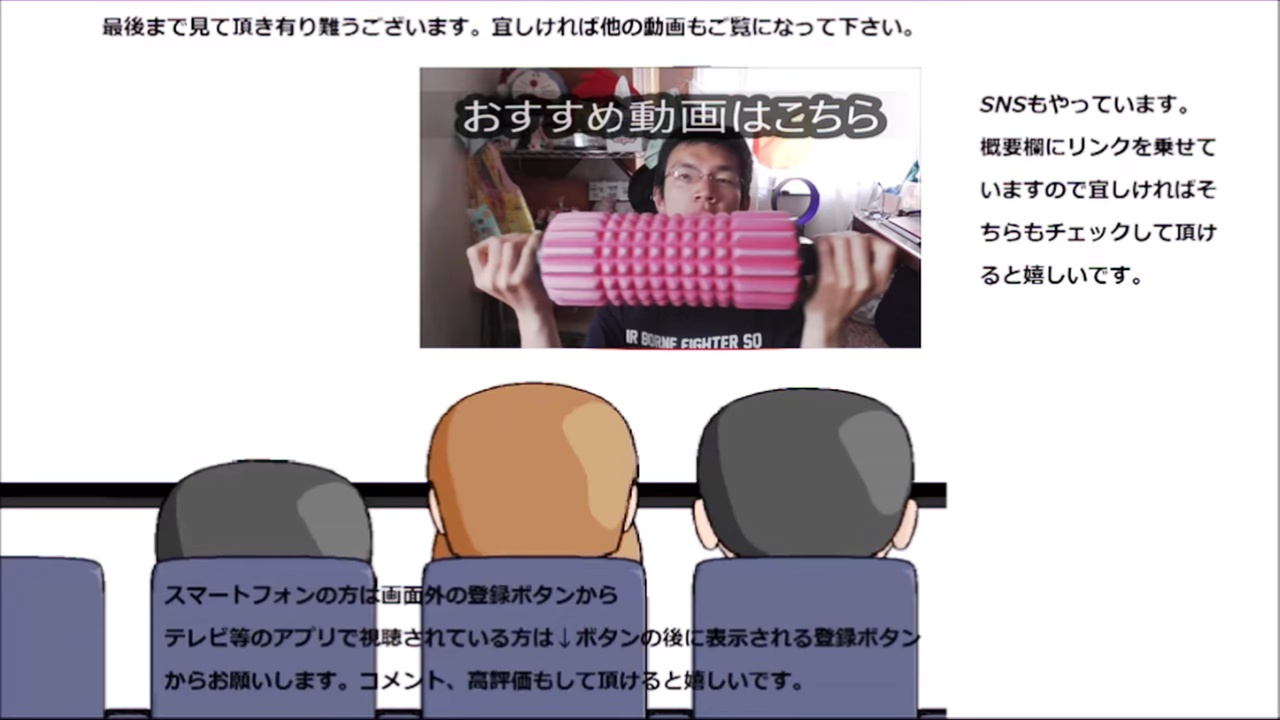 最後まで見て頂き有り難うございます。宜しければ他の動画もご覧になって下さい。
おすすめ動画はこちら
IR BORNE FIGHTER SO
SNSもやっています。
概要欄にリンクを乗せて
いますので宜しければそ
ちらもチェックして頂け
ると嬉しいです。
スマートフォンの方は画面外の登録ボタンから
テレビ等のアプリで視聴されている方は↓ボタンの後に表示される登録ボタン
からお願いします。コメント、高評価もして頂けると嬉しいです。